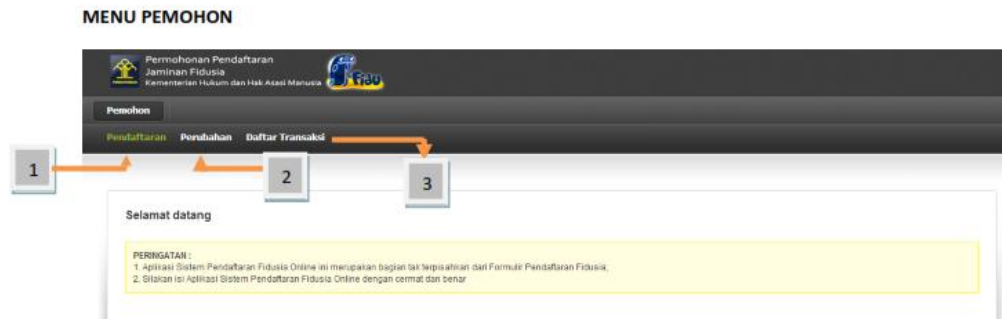 MENU PEMOHON
Permohonan Pendaftaran
Jaminan Fidusia
Kementerian Hukum dan Hak Asasi Manusia
Fidu
Pemohon
Pendaftaran Perubahan Daftar Transaksi
1
2
3
Selamat datang
PERINGATAN :
1. Aplikasi Sistem Pendaftaran Fidusia Online ini merupakan bagian tak terpisahkan dari Formulir Pendaftaran Fidusia;
2. Silakan isi Aplikasi Sistem Pendaftaran Fidusia Online dengan cermat dan benar